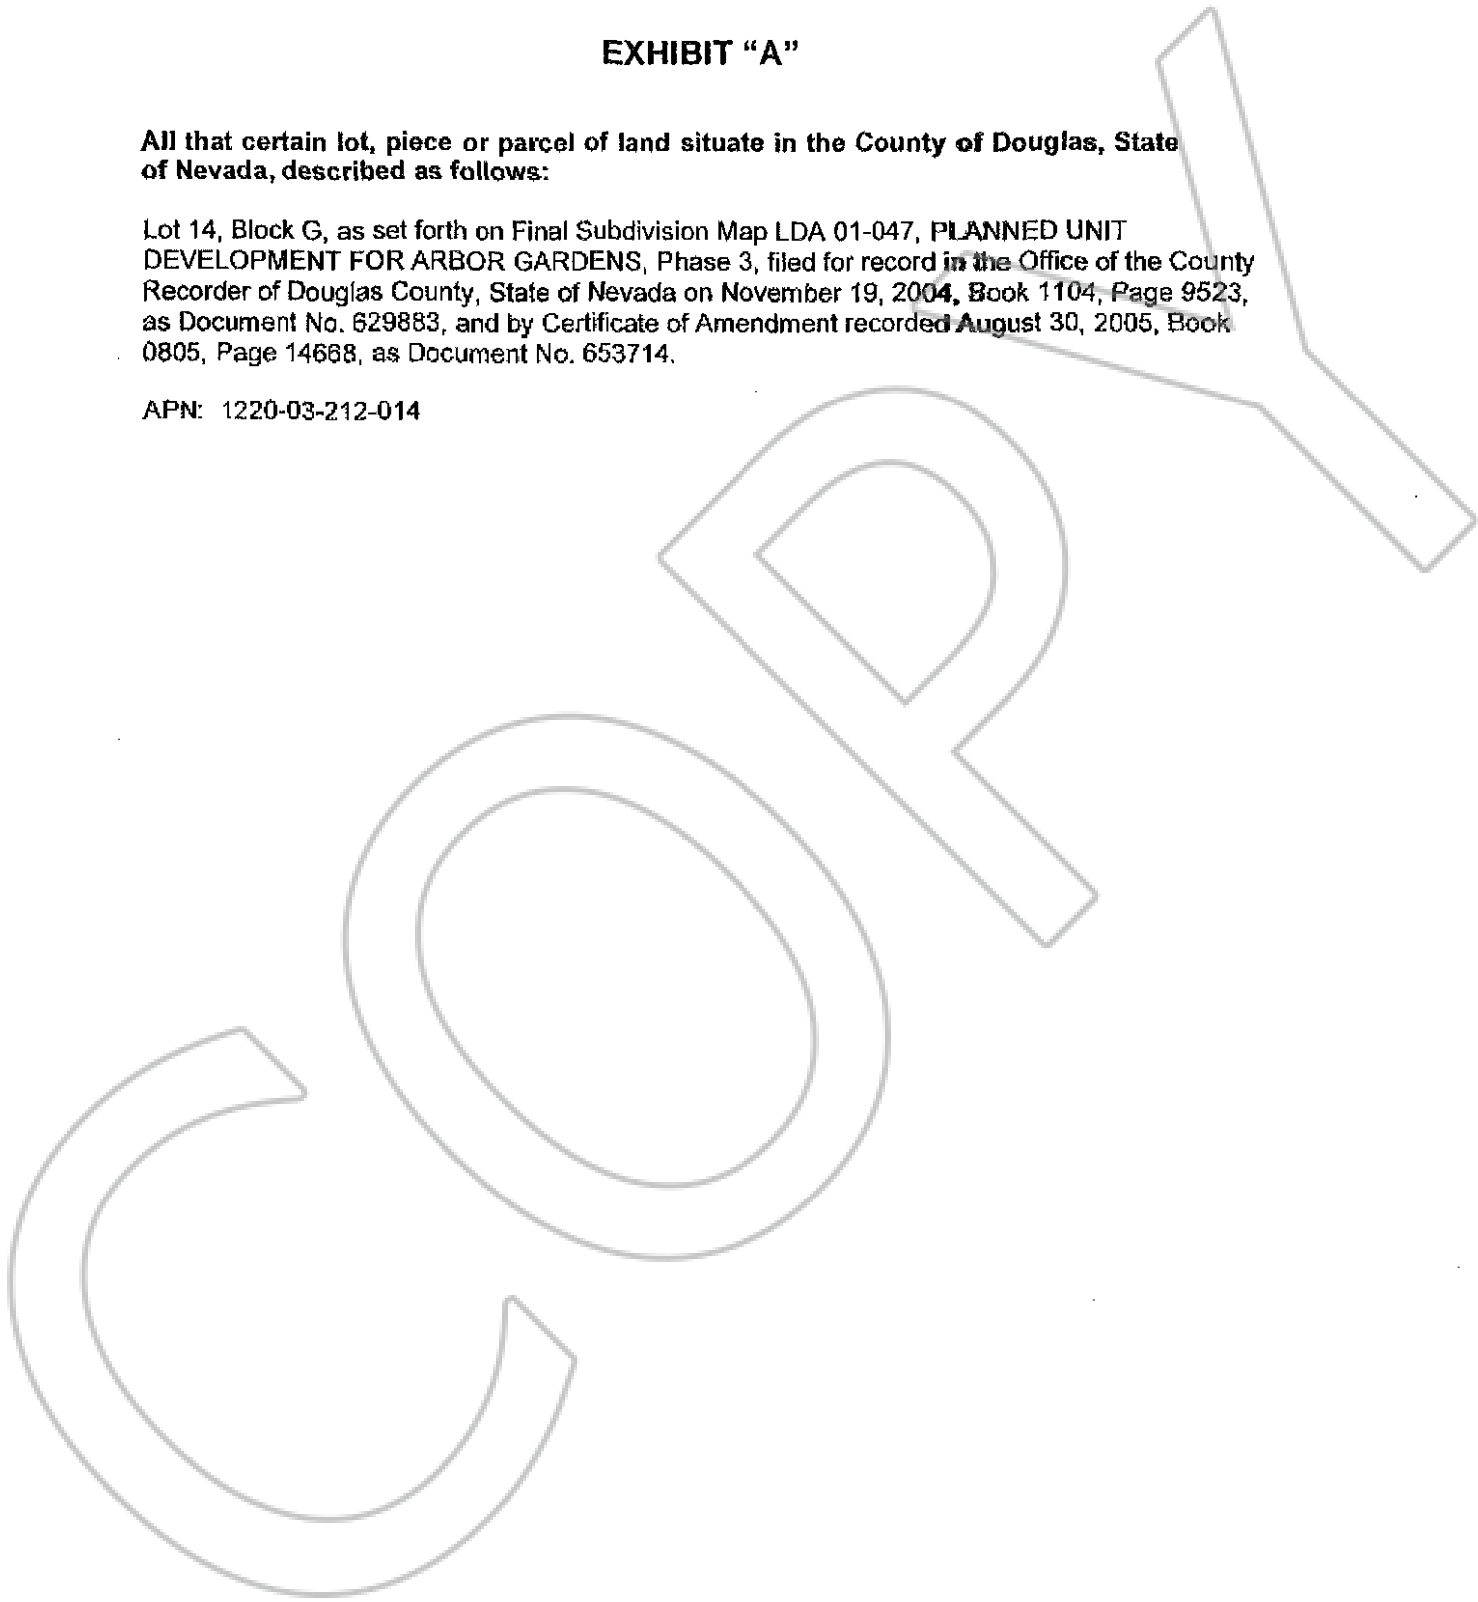 EXHIBIT “A”
All that certain lot, piece or parcel of land situate in the County of Douglas, State
of Nevada, described as follows:
Lot 14, Block G, as set forth on Final Subdivision Map LDA 01-047, PLANNED UNIT
DEVELOPMENT FOR ARBOR GARDENS, Phase 3, filed for record in the Office of the County
Recorder of Douglas County, State of Nevada on November 19, 2004, Book 1104, Page 9523,
as Document No. 629883, and by Certificate of Amendment recorded August 30, 2005, Book
0805, Page 14668, as Document No. 653714.
APN: 1220-03-212-014
COPY